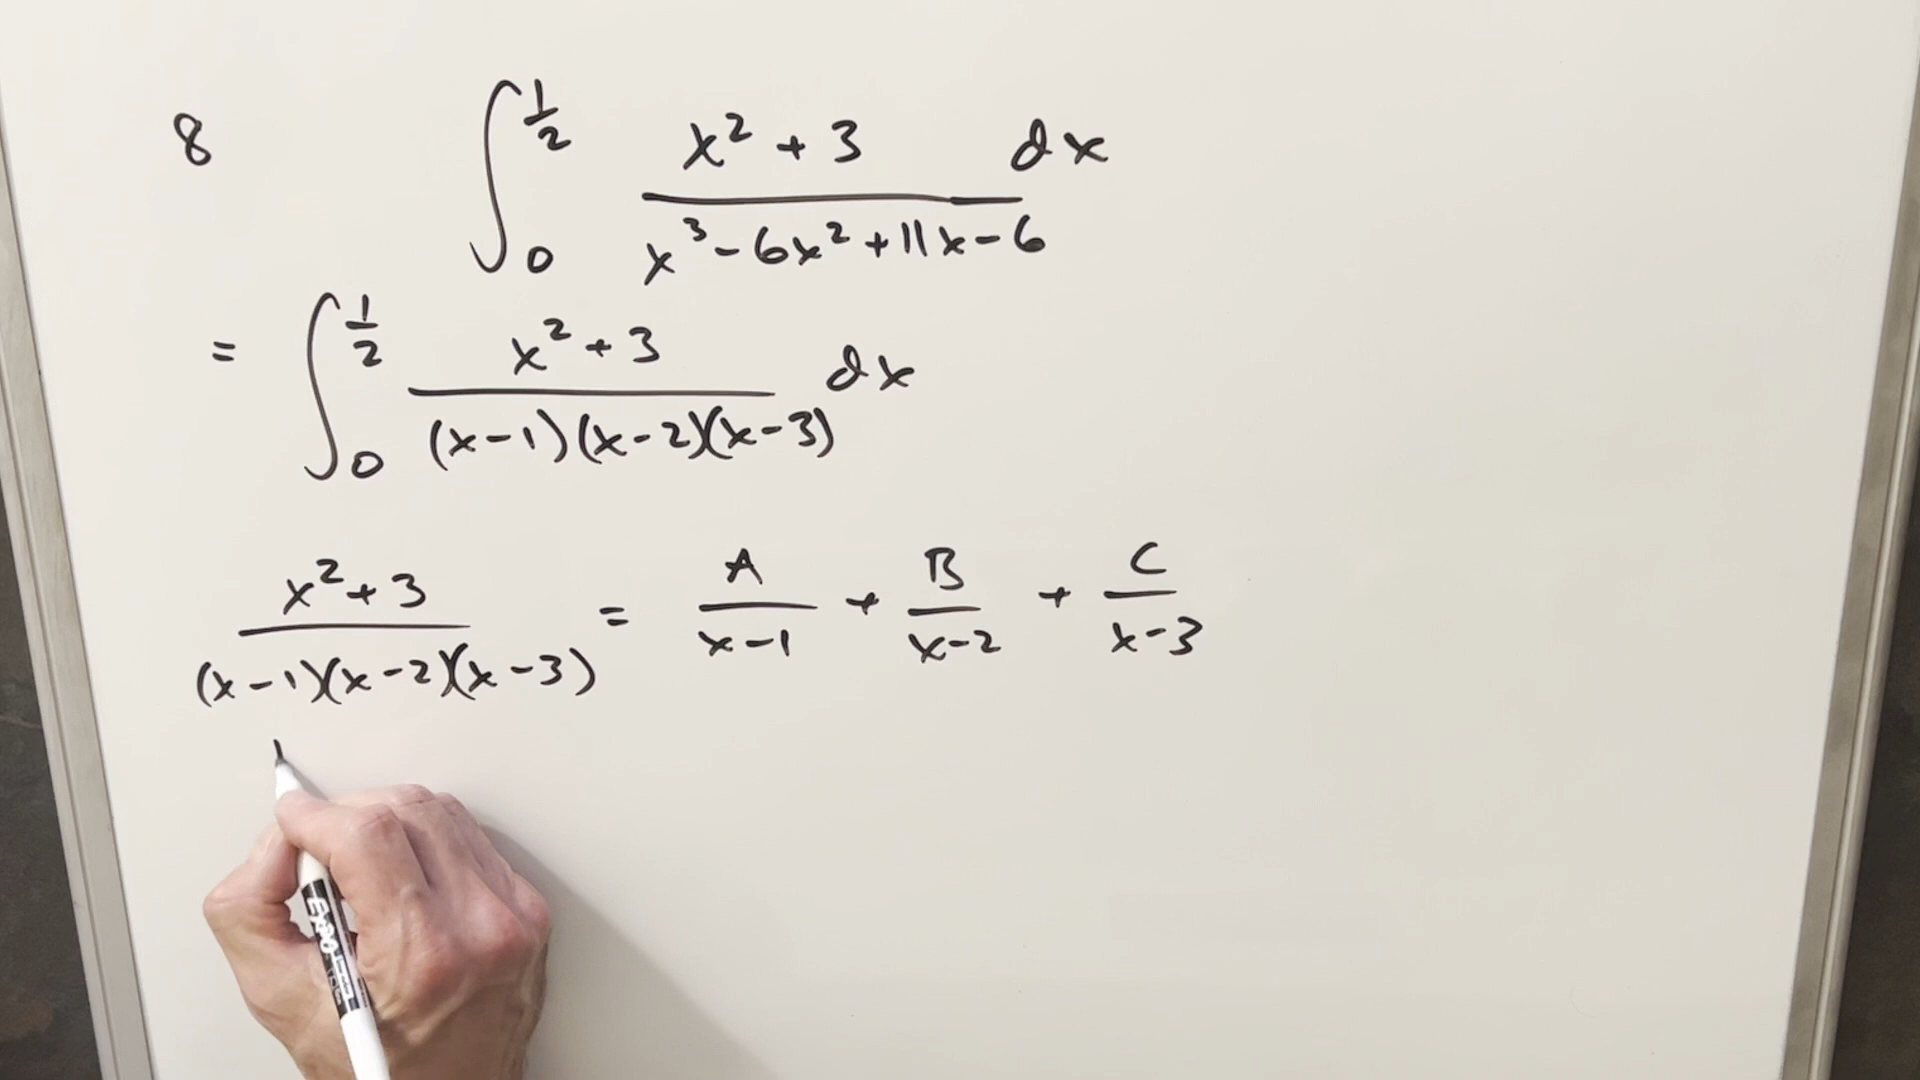 8 ∫₀^½ (x² + 3)/(x³ - 6x² + 11x - 6) dx
= ∫₀^½ (x² + 3)/((x-1)(x-2)(x-3)) dx
(x² + 3)/((x-1)(x-2)(x-3)) = A/(x-1) + B/(x-2) + C/(x-3)
EXPO